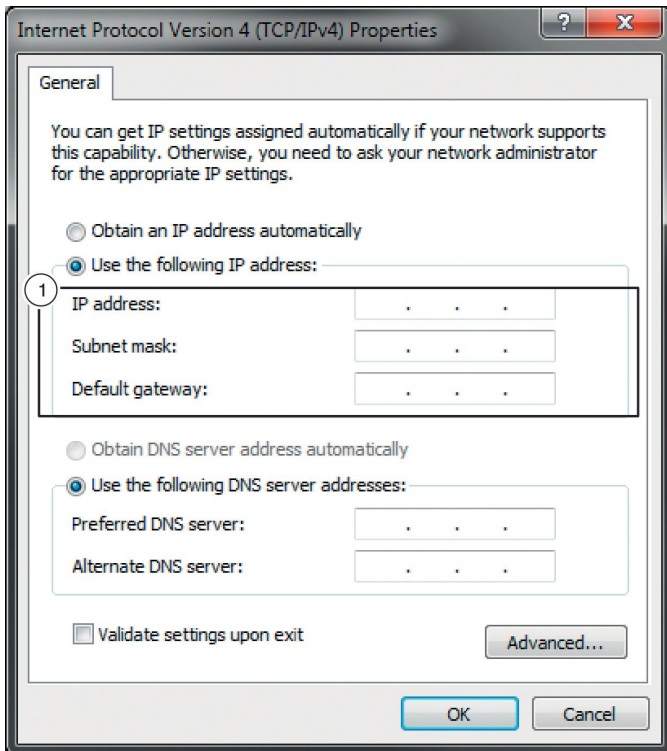 Internet Protocol Version 4 (TCP/IPv4) Properties
? X
General
You can get IP settings assigned automatically if your network supports
this capability. Otherwise, you need to ask your network administrator
for the appropriate IP settings.
Obtain an IP address automatically
Use the following IP address:
1
IP address: . . .
Subnet mask: . . .
Default gateway: . . .
Obtain DNS server address automatically
Use the following DNS server addresses:
Preferred DNS server: . . .
Alternate DNS server: . . .
Validate settings upon exit
Advanced...
OK Cancel